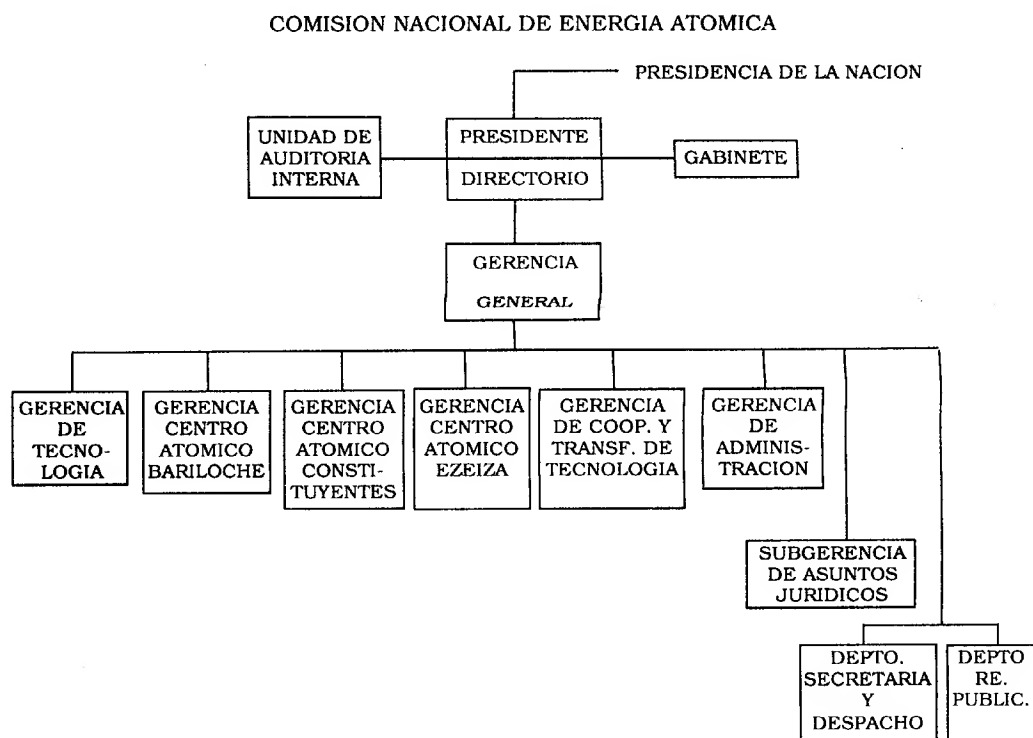 COMISION NACIONAL DE ENERGIA ATOMICA
PRESIDENCIA DE LA NACION
UNIDAD DE
AUDITORIA
INTERNA
PRESIDENTE
DIRECTORIO
GABINETE
GERENCIA
GENERAL
GERENCIA
DE
TECNO-
LOGIA
GERENCIA
CENTRO
ATOMICO
BARILOCHE
GERENCIA
CENTRO
ATOMICO
CONSTI-
TUYENTES
GERENCIA
CENTRO
ATOMICO
EZEIZA
GERENCIA
DE COOP. Y
TRANSF. DE
TECNOLOGIA
GERENCIA
DE
ADMINIS-
TRACION
SUBGERENCIA
DE ASUNTOS
JURIDICOS
DEPTO.
SECRETARIA
Y
DESPACHO
DEPTO
RE.
PUBLIC.